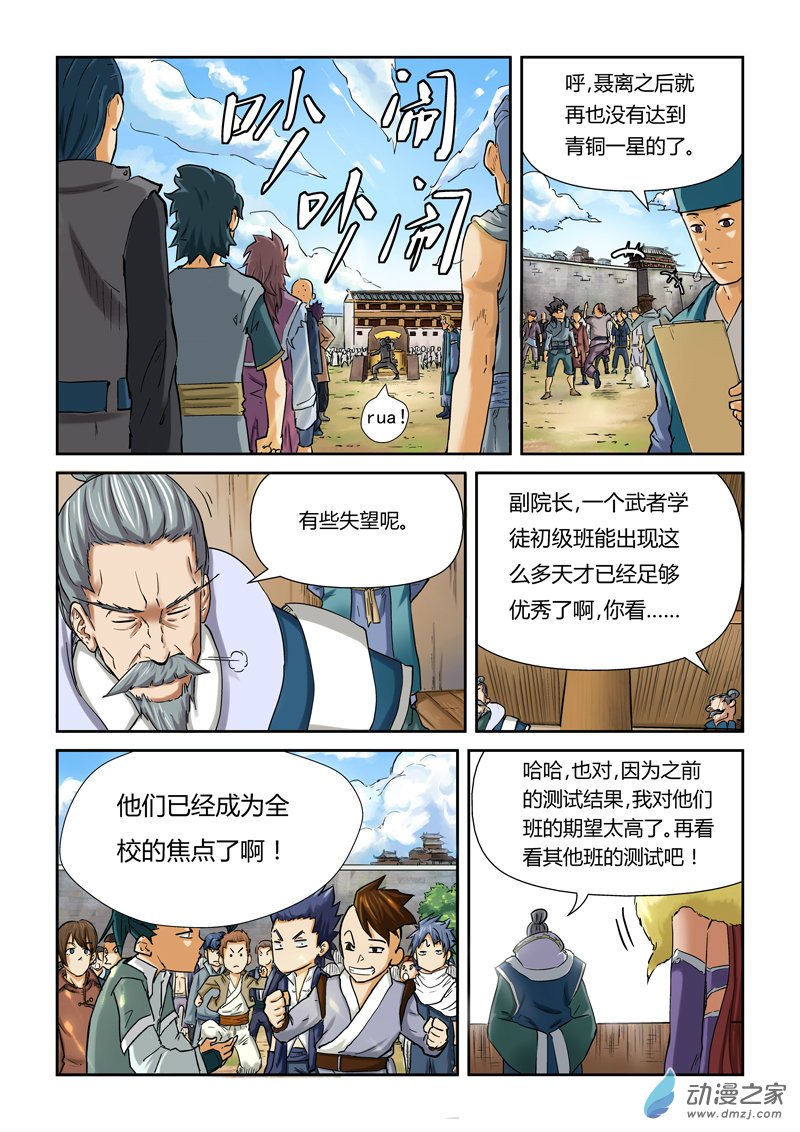 吵吵
闹闹
rua!
呼，聂离之后就
再也没有达到
青铜一星的了。
有些失望呢。
副院长，一个武者学
徒初级班能出现这
么多天才已经足够
优秀了啊，你看……
他们已经成为全
校的焦点了啊！
哈哈，也对，因为之前
的测试结果，我对他们
班的期望太高了。再看
看其他班的测试吧！
动漫之家
www.dmzj.com